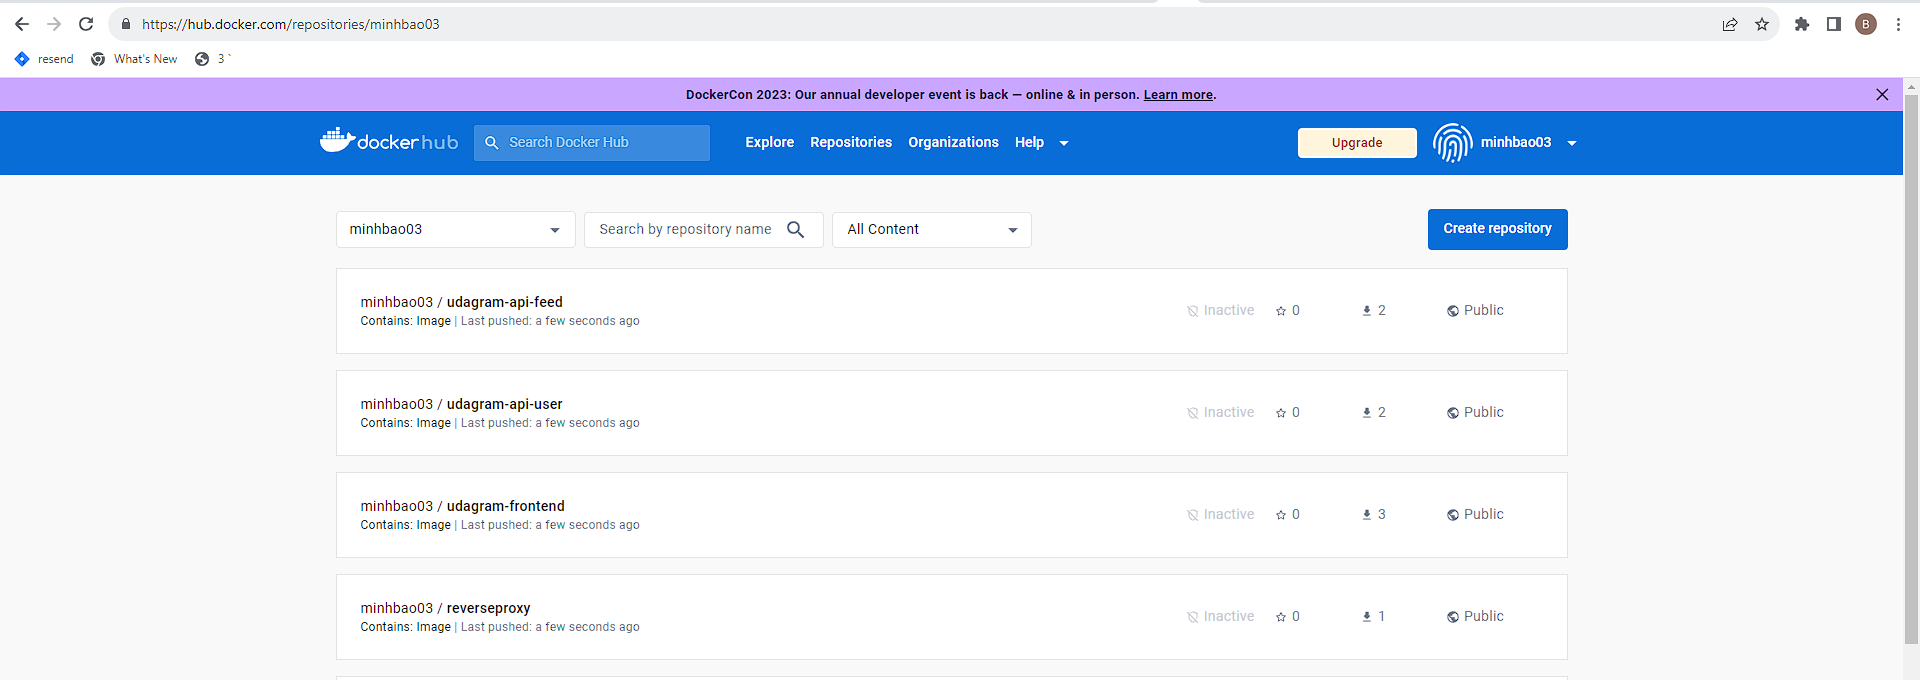 https://hub.docker.com/repositories/minhbao03
B
resend What's New 3 `
DockerCon 2023: Our annual developer event is back — online & in person. Learn more.
docker hub Search Docker Hub Explore Repositories Organizations Help Upgrade minhbao03
minhbao03 Search by repository name All Content Create repository
minhbao03 / udagram-api-feed
Contains: Image | Last pushed: a few seconds ago
Inactive 0 2 Public
minhbao03 / udagram-api-user
Contains: Image | Last pushed: a few seconds ago
Inactive 0 2 Public
minhbao03 / udagram-frontend
Contains: Image | Last pushed: a few seconds ago
Inactive 0 3 Public
minhbao03 / reverseproxy
Contains: Image | Last pushed: a few seconds ago
Inactive 0 1 Public